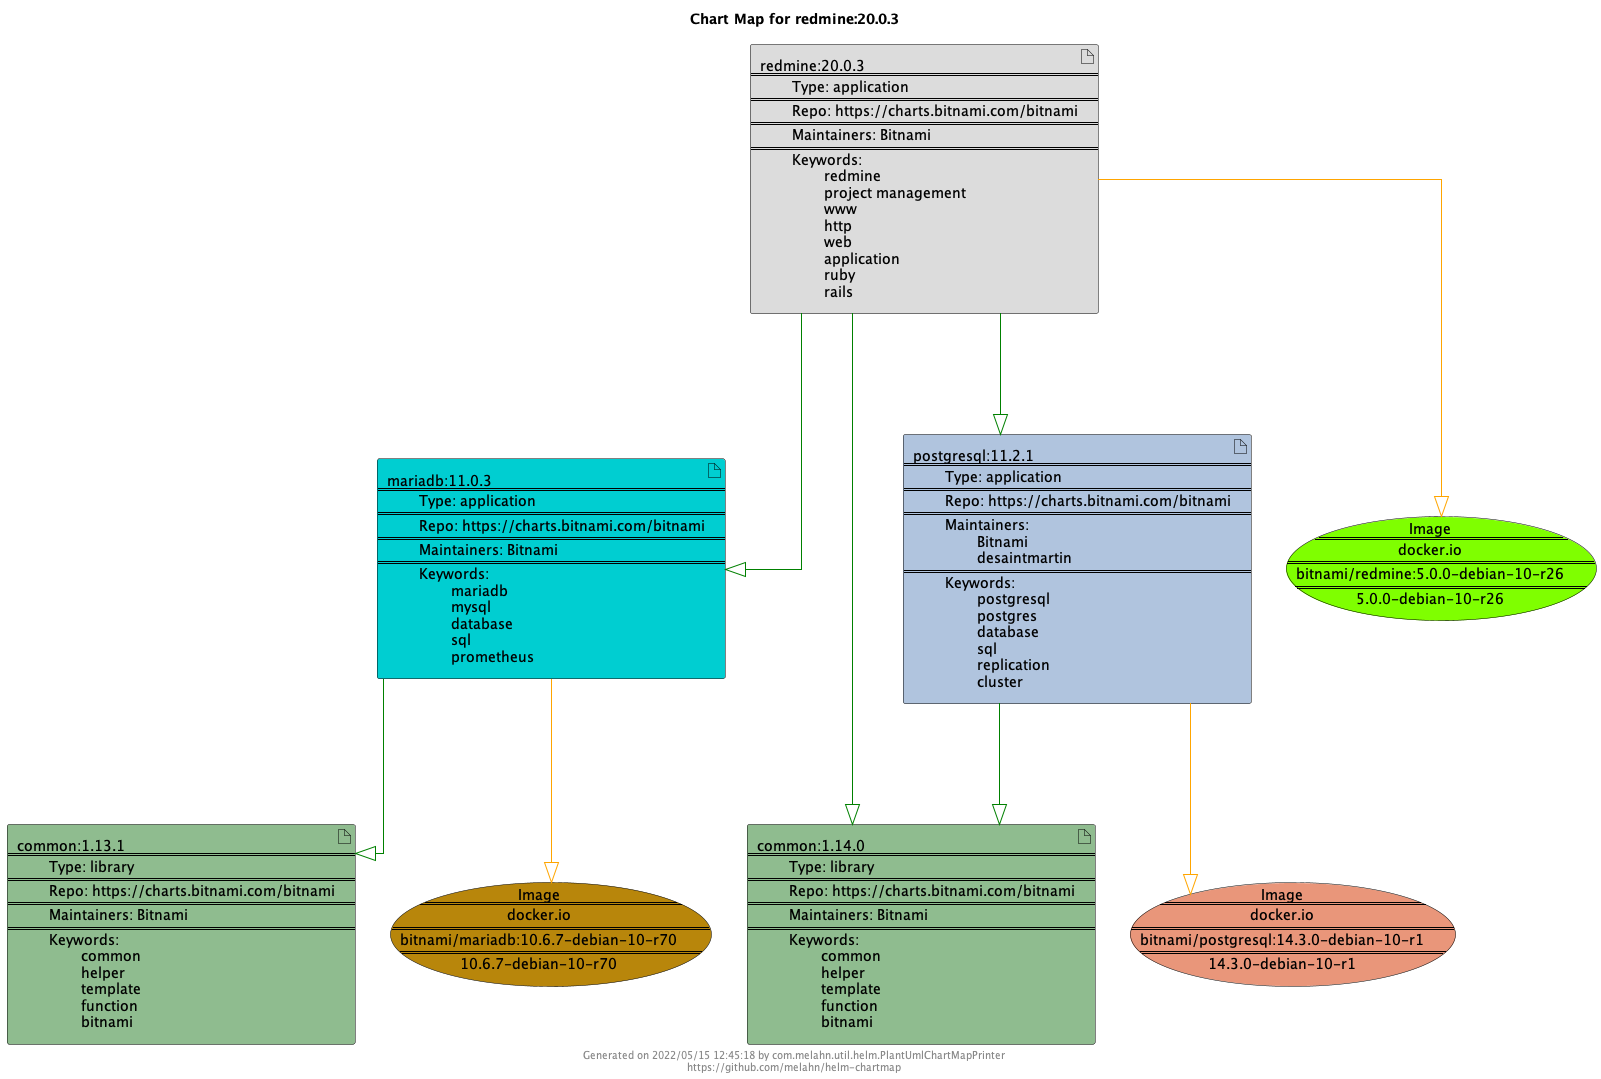 Chart Map for redmine:20.0.3
redmine:20.0.3
Type: application
Repo: https://charts.bitnami.com/bitnami
Maintainers: Bitnami
Keywords:
redmine
project management
www
http
web
application
ruby
rails
mariadb:11.0.3
Type: application
Repo: https://charts.bitnami.com/bitnami
Maintainers: Bitnami
Keywords:
mariadb
mysql
database
sql
prometheus
postgresql:11.2.1
Type: application
Repo: https://charts.bitnami.com/bitnami
Maintainers:
Bitnami
desaintmartin
Keywords:
postgresql
postgres
database
sql
replication
cluster
Image
docker.io
bitnami/redmine:5.0.0-debian-10-r26
5.0.0-debian-10-r26
common:1.13.1
Type: library
Repo: https://charts.bitnami.com/bitnami
Maintainers: Bitnami
Keywords:
common
helper
template
function
bitnami
Image
docker.io
bitnami/mariadb:10.6.7-debian-10-r70
10.6.7-debian-10-r70
common:1.14.0
Type: library
Repo: https://charts.bitnami.com/bitnami
Maintainers: Bitnami
Keywords:
common
helper
template
function
bitnami
Image
docker.io
bitnami/postgresql:14.3.0-debian-10-r1
14.3.0-debian-10-r1
Generated on 2022/05/15 12:45:18 by com.melahn.util.helm.PlantUmlChartMapPrinter
https://github.com/melahn/helm-chartmap